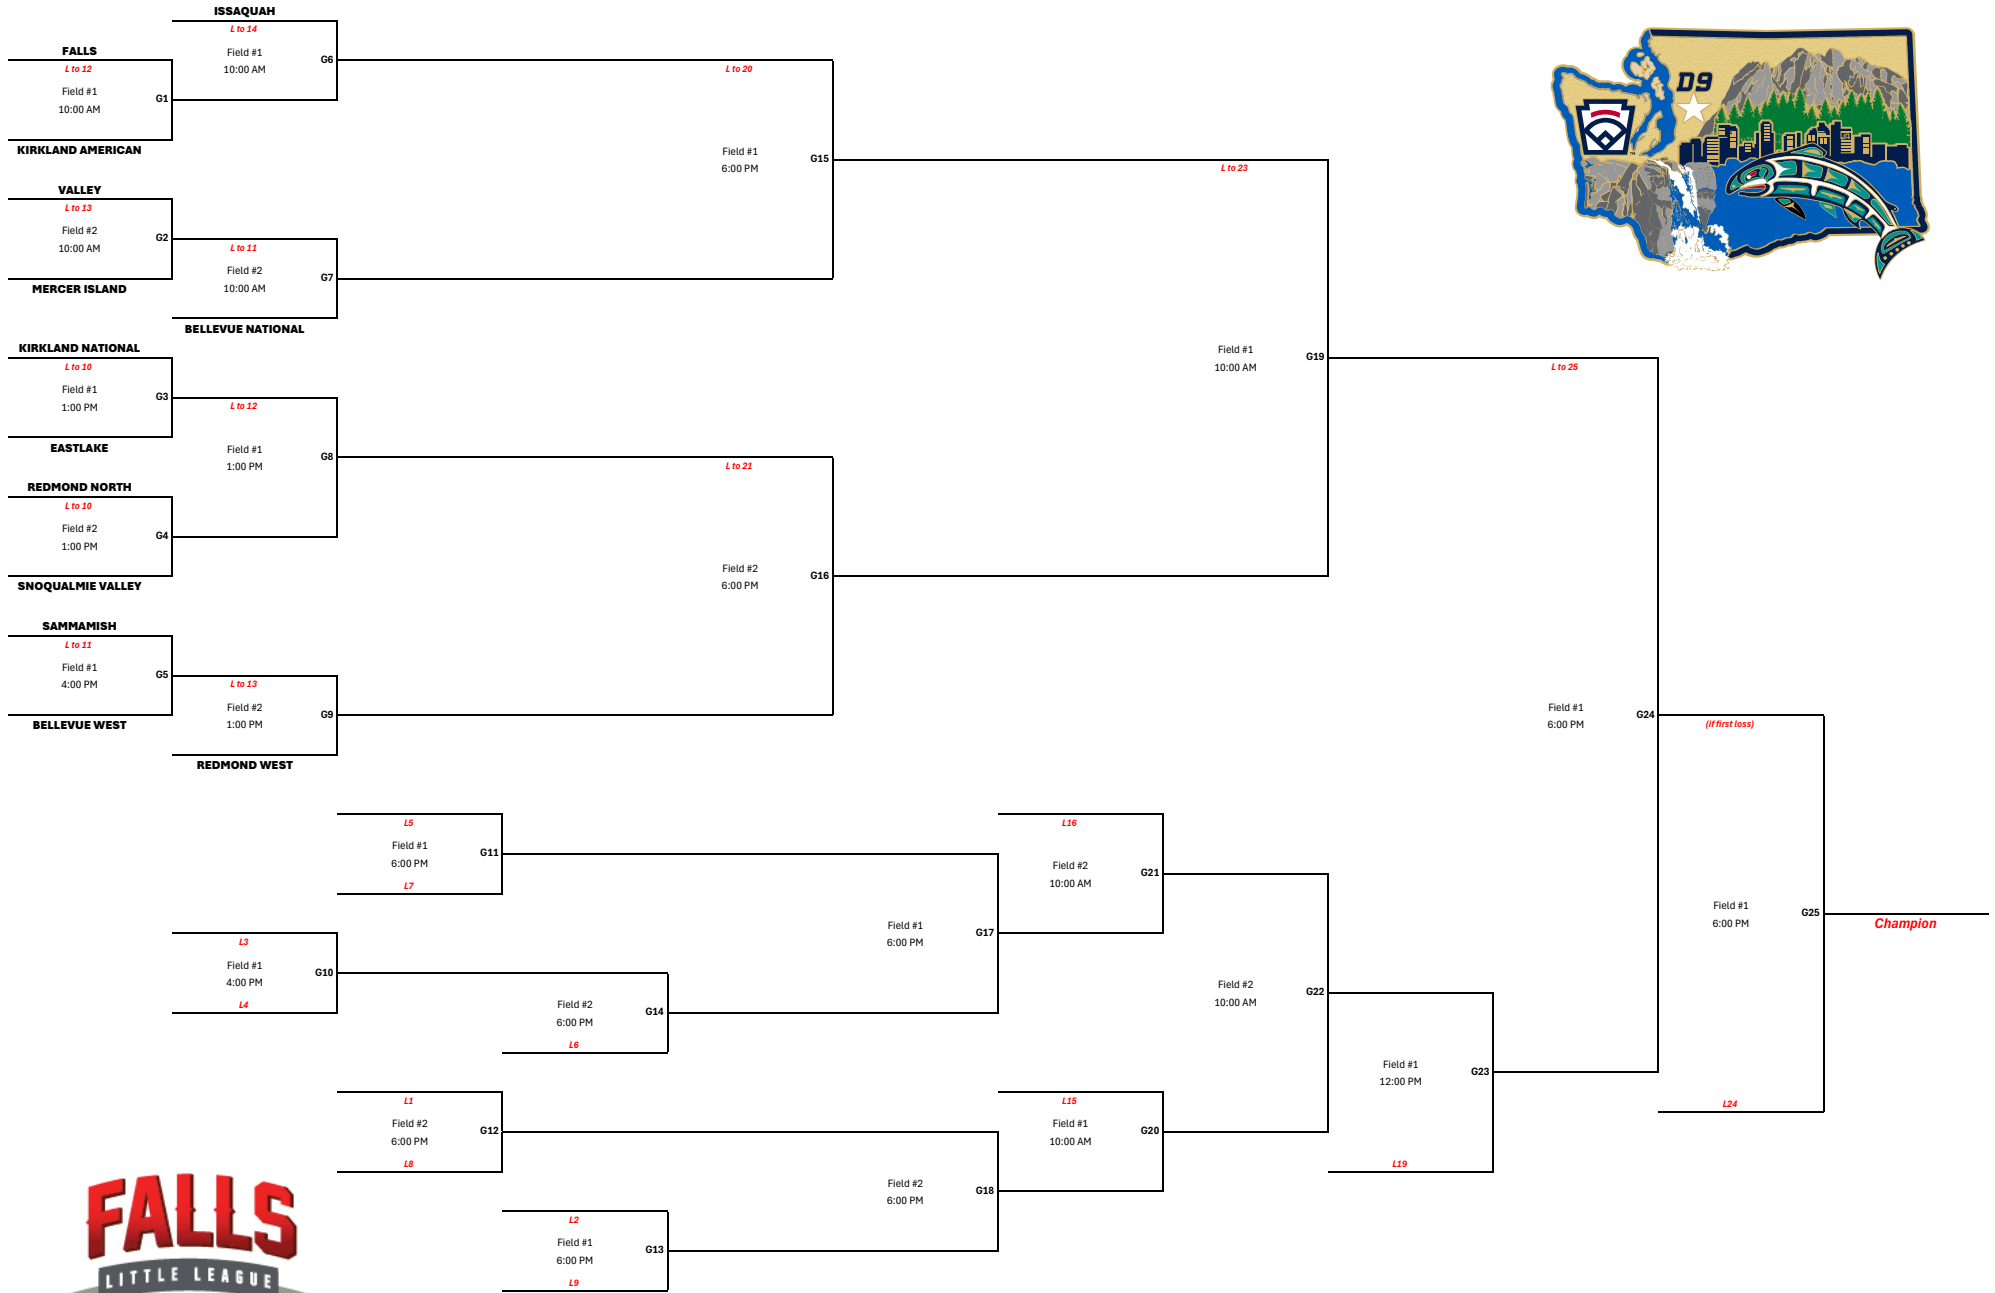 ISSAQUAH
L to 14
Field #1
10:00 AM
G6
FALLS
L to 12
Field #1
10:00 AM
G1
KIRKLAND AMERICAN
VALLEY
L to 13
Field #2
10:00 AM
G2
MERCER ISLAND
L to 11
Field #2
10:00 AM
G7
BELLEVUE NATIONAL
KIRKLAND NATIONAL
L to 10
Field #1
1:00 PM
G3
EASTLAKE
L to 12
Field #1
1:00 PM
G8
REDMOND NORTH
L to 10
Field #2
1:00 PM
G4
SNOQUALMIE VALLEY
SAMMAMISH
L to 11
Field #1
4:00 PM
G5
BELLEVUE WEST
L to 13
Field #2
1:00 PM
G9
REDMOND WEST
L to 20
Field #1
6:00 PM
G15
L to 21
Field #2
6:00 PM
G16
L to 23
Field #1
10:00 AM
G19
L to 25
Field #1
6:00 PM
G24
(if first loss)
Field #1
6:00 PM
G25
Champion
L24
L5
Field #1
6:00 PM
G11
L7
L3
Field #1
4:00 PM
G10
L4
Field #2
6:00 PM
G14
L6
L1
Field #2
6:00 PM
G12
L8
L2
Field #1
6:00 PM
G13
L9
Field #1
6:00 PM
G17
Field #2
6:00 PM
G18
L16
Field #2
10:00 AM
G21
L15
Field #1
10:00 AM
G20
Field #2
10:00 AM
G22
Field #1
12:00 PM
G23
L19
D9
FALLS
LITTLE LEAGUE